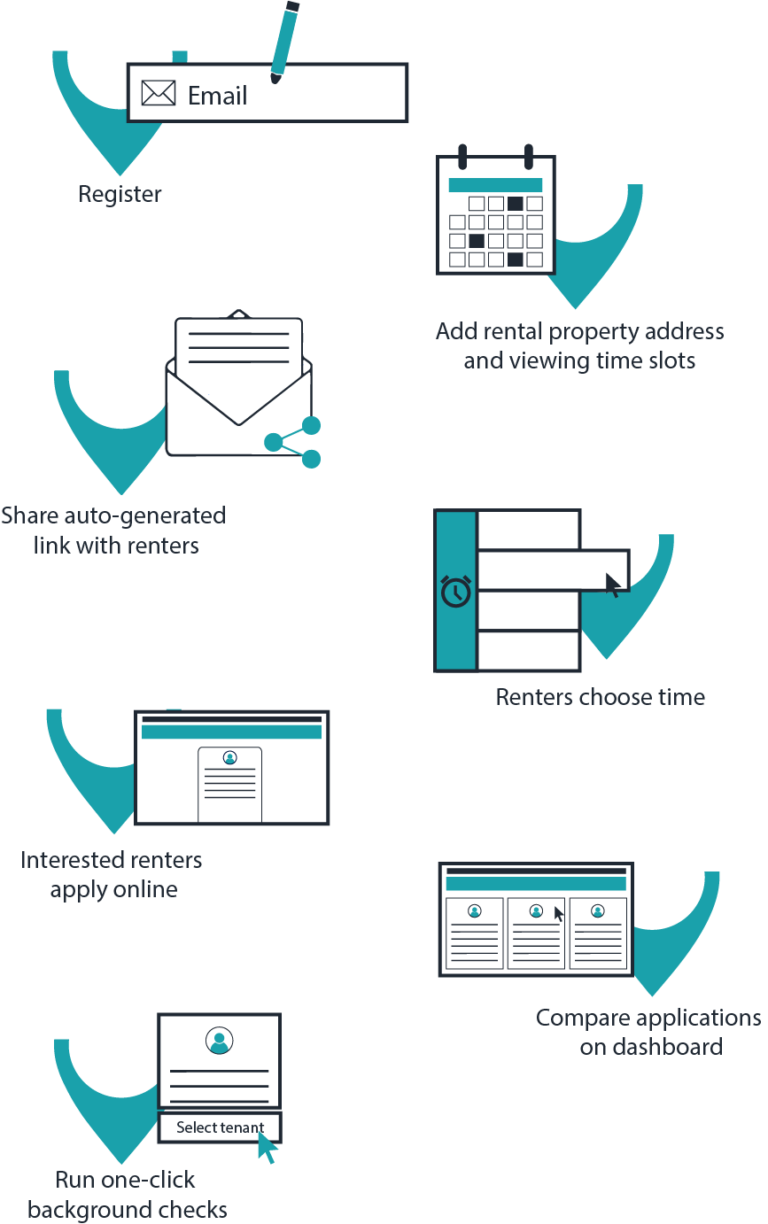 Email
Register
Add rental property address
and viewing time slots
Share auto-generated
link with renters
Renters choose time
Interested renters
apply online
Compare applications
on dashboard
Select tenant
Run one-click
background checks